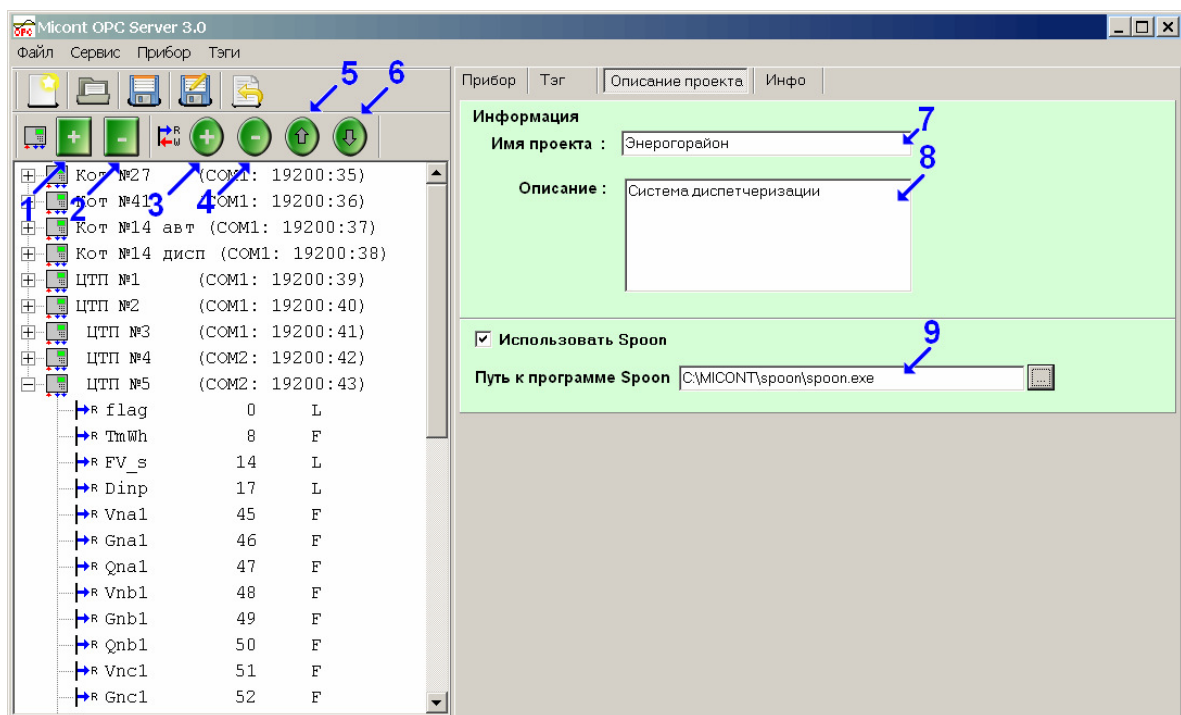 Micont OPC Server 3.0
Файл Сервис Прибор Тэги
5 6
R
W
Кот №27 (COM1: 19200:35)
Кот №41 (COM1: 19200:36)
Кот №14 авт (COM1: 19200:37)
Кот №14 дисп (COM1: 19200:38)
ЦТП №1 (COM1: 19200:39)
ЦТП №2 (COM1: 19200:40)
ЦТП №3 (COM1: 19200:41)
ЦТП №4 (COM2: 19200:42)
ЦТП №5 (COM2: 19200:43)
1 2 3 4
R flag 0 L
R TmWh 8 F
R FV_s 14 L
R Dinp 17 L
R Vna1 45 F
R Gna1 46 F
R Qna1 47 F
R Vnb1 48 F
R Gnb1 49 F
R Qnb1 50 F
R Vnc1 51 F
R Gnc1 52 F
Прибор Тэг Описание проекта Инфо
Информация
Имя проекта : Энерогорайон 7
Описание : Система диспетчеризации 8
Использовать Spoon 9
Путь к программе Spoon C:\MICONT\spoon\spoon.exe ...